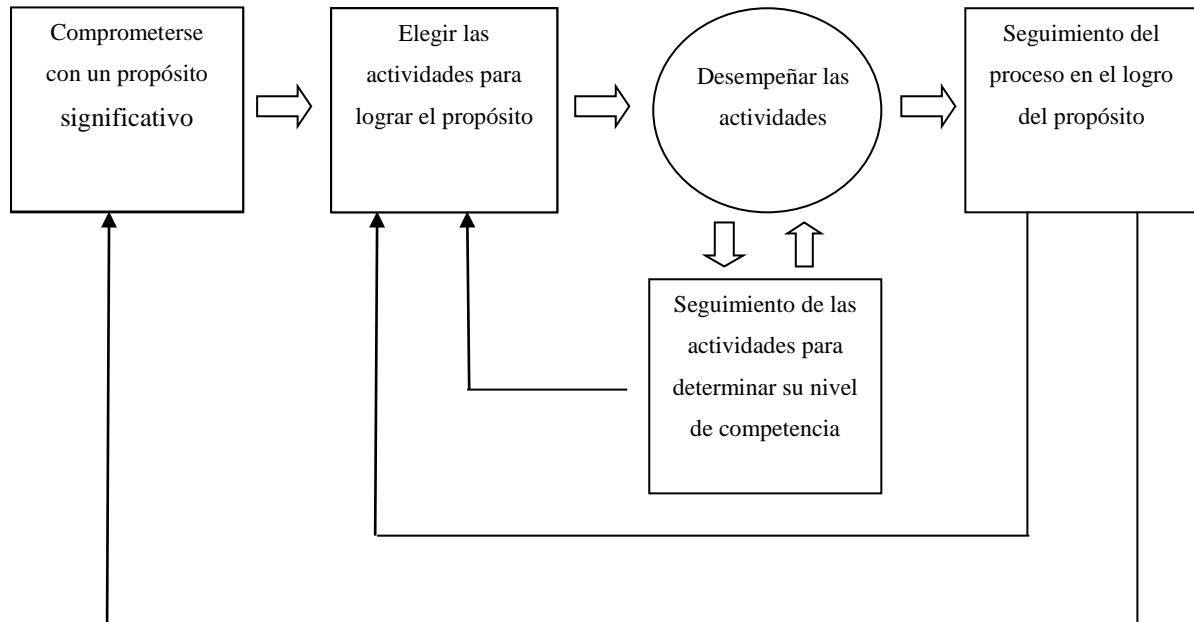 Comprometerse
con un propósito
significativo
Elegir las
actividades para
lograr el propósito
Desempeñar las
actividades
Seguimiento del
proceso en el logro
del propósito
Seguimiento de las
actividades para
determinar su nivel
de competencia